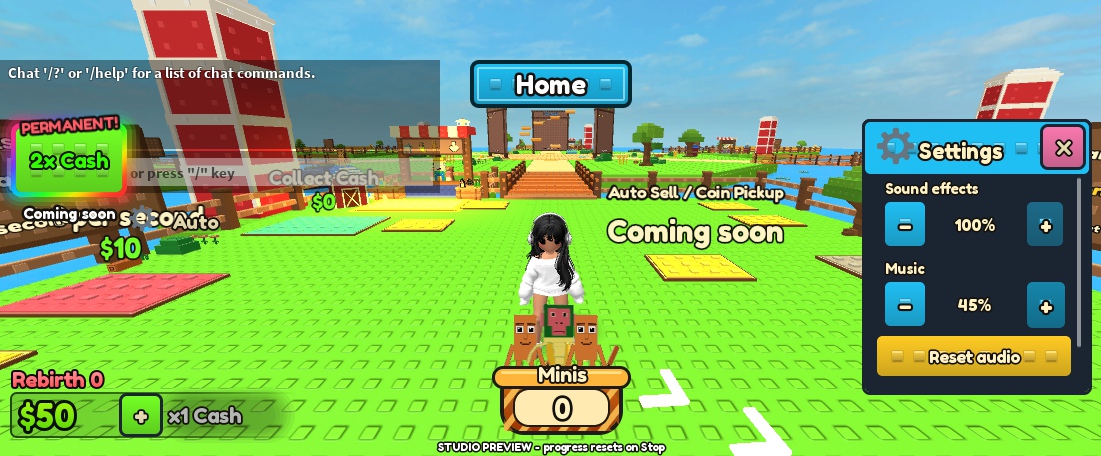 Chat '/?' or '/help' for a list of chat commands.
Home
PERMANENT!
2x Cash
or press "/" key
Collect Cash
$0
Coming soon
second
Auto
$10
Auto Sell / Coin Pickup
Coming soon
Settings
Sound effects
- 100% +
Music
- 45% +
Reset audio
Rebirth 0
$50
+
x1 Cash
Minis
0
STUDIO PREVIEW - progress resets on Stop